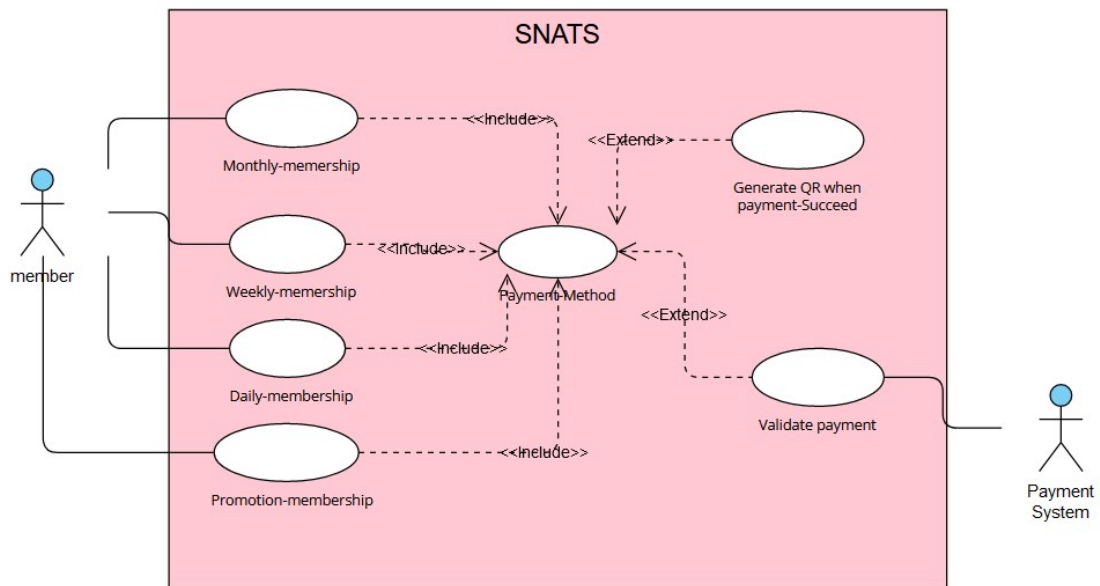 SNATS
<<Include>>
Monthly-memership
<<Extend>>
Generate QR when
payment-Succeed
member
<<Include>>
Weekly-memership
Payment-Method
<<Extend>>
<<Include>>
Daily-membership
Validate payment
<<Include>>
Promotion-membership
Payment
System